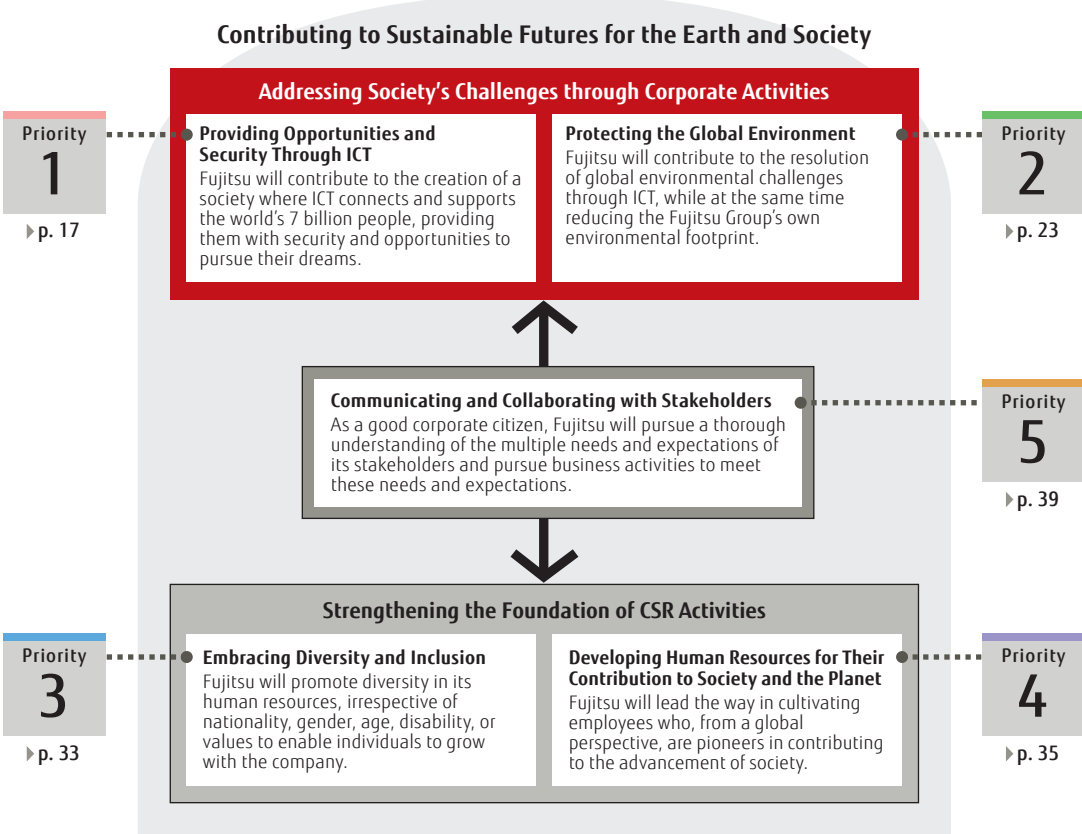 Contributing to Sustainable Futures for the Earth and Society
Addressing Society's Challenges through Corporate Activities
Priority
1
p. 17
Providing Opportunities and
Security Through ICT
Fujitsu will contribute to the creation of a
society where ICT connects and supports
the world's 7 billion people, providing
them with security and opportunities to
pursue their dreams.
Protecting the Global Environment
Fujitsu will contribute to the resolution
of global environmental challenges
through ICT, while at the same time
reducing the Fujitsu Group's own
environmental footprint.
Priority
2
p. 23
Communicating and Collaborating with Stakeholders
As a good corporate citizen, Fujitsu will pursue a thorough
understanding of the multiple needs and expectations of
its stakeholders and pursue business activities to meet
these needs and expectations.
Priority
5
p. 39
Strengthening the Foundation of CSR Activities
Priority
3
p. 33
Embracing Diversity and Inclusion
Fujitsu will promote diversity in its
human resources, irrespective of
nationality, gender, age, disability, or
values to enable individuals to grow
with the company.
Developing Human Resources for Their
Contribution to Society and the Planet
Fujitsu will lead the way in cultivating
employees who, from a global
perspective, are pioneers in contributing
to the advancement of society.
Priority
4
p. 35